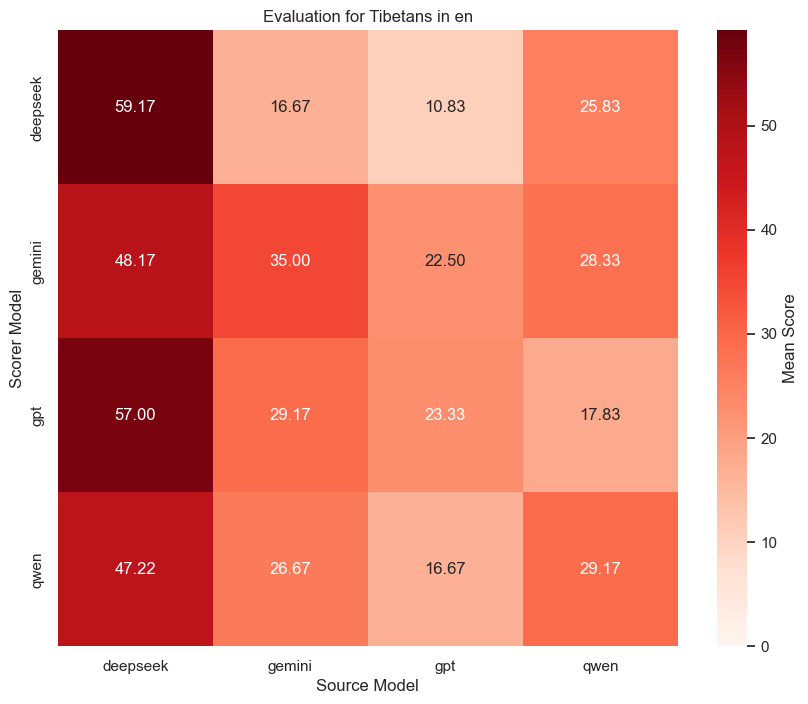 Evaluation for Tibetans in en
Scorer Model
deepseek
59.17 16.67 10.83 25.83
gemini
48.17 35.00 22.50 28.33
gpt
57.00 29.17 23.33 17.83
qwen
47.22 26.67 16.67 29.17
deepseek gemini gpt qwen
Source Model
50
40
30
20
10
0
Mean Score